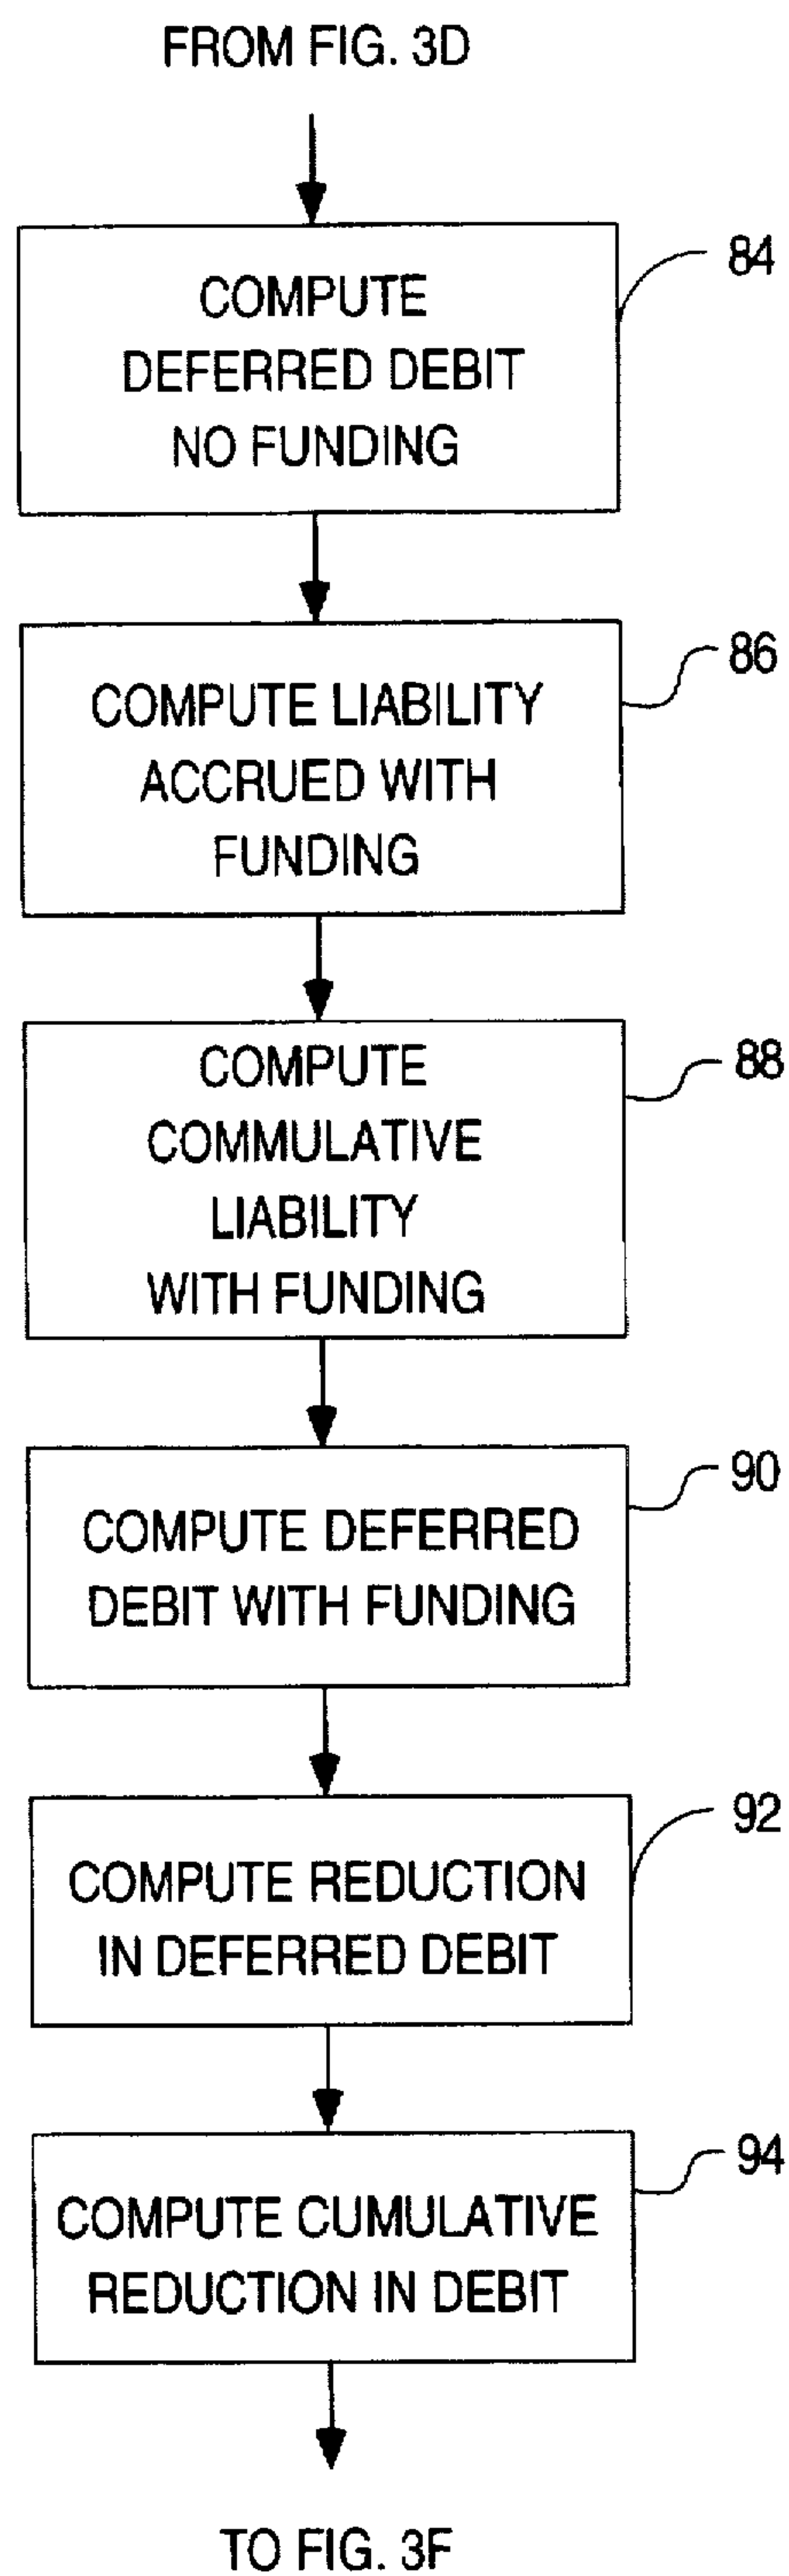 FROM FIG. 3D
84
COMPUTE
DEFERRED DEBIT
NO FUNDING
86
COMPUTE LIABILITY
ACCRUED WITH
FUNDING
88
COMPUTE
COMMULATIVE
LIABILITY
WITH FUNDING
90
COMPUTE DEFERRED
DEBIT WITH FUNDING
92
COMPUTE REDUCTION
IN DEFERRED DEBIT
94
COMPUTE CUMULATIVE
REDUCTION IN DEBIT
TO FIG. 3F